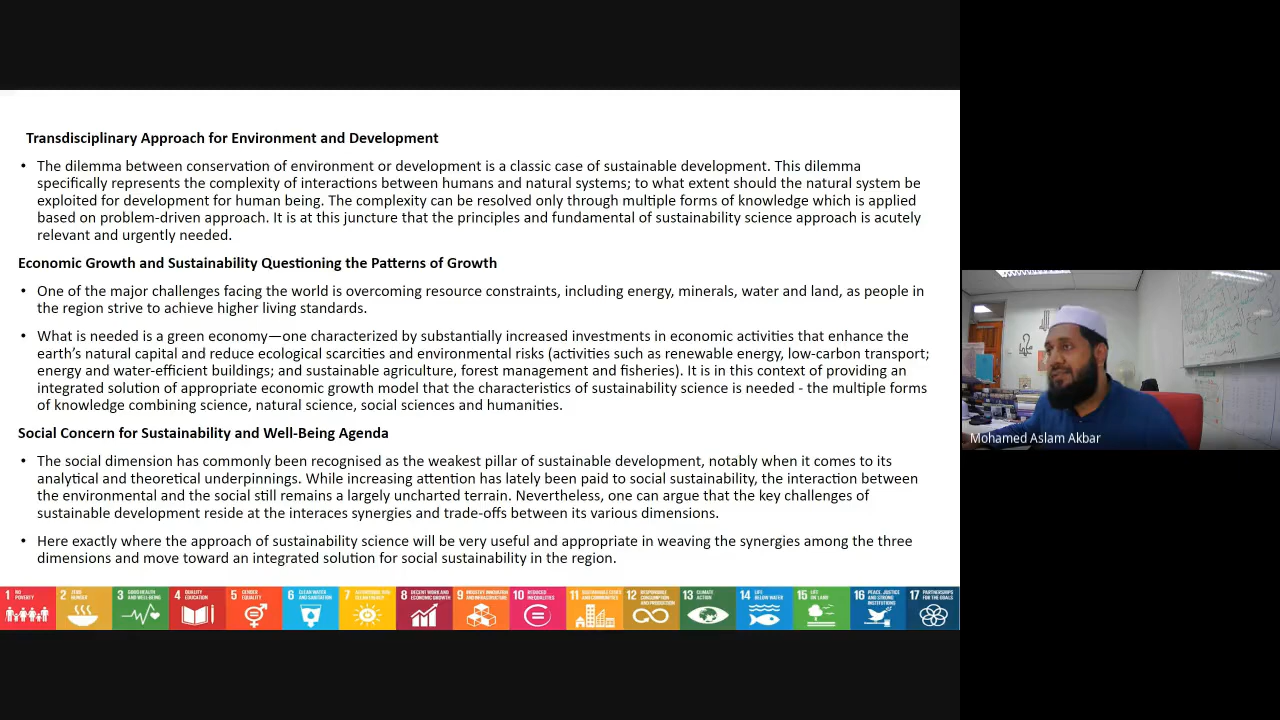 Transdisciplinary Approach for Environment and Development
• The dilemma between conservation of environment or development is a classic case of sustainable development. This dilemma
specifically represents the complexity of interactions between humans and natural systems; to what extent should the natural system be
exploited for development for human being. The complexity can be resolved only through multiple forms of knowledge which is applied
based on problem-driven approach. It is at this juncture that the principles and fundamental of sustainability science approach is acutely
relevant and urgently needed.
Economic Growth and Sustainability Questioning the Patterns of Growth
• One of the major challenges facing the world is overcoming resource constraints, including energy, minerals, water and land, as people in
the region strive to achieve higher living standards.
• What is needed is a green economy—one characterized by substantially increased investments in economic activities that enhance the
earth's natural capital and reduce ecological scarcities and environmental risks (activities such as renewable energy, low-carbon transport;
energy and water-efficient buildings; and sustainable agriculture, forest management and fisheries). It is in this context of providing an
integrated solution of appropriate economic growth model that the characteristics of sustainability science is needed - the multiple forms
of knowledge combining science, natural science, social sciences and humanities.
Social Concern for Sustainability and Well-Being Agenda
• The social dimension has commonly been recognised as the weakest pillar of sustainable development, notably when it comes to its
analytical and theoretical underpinnings. While increasing attention has lately been paid to social sustainability, the interaction between
the environmental and the social still remains a largely uncharted terrain. Nevertheless, one can argue that the key challenges of
sustainable development reside at the interaces synergies and trade-offs between its various dimensions.
• Here exactly where the approach of sustainability science will be very useful and appropriate in weaving the synergies among the three
dimensions and move toward an integrated solution for social sustainability in the region.
1 NO POVERTY
2 ZERO HUNGER
3 GOOD HEALTH AND WELL-BEING
4 QUALITY EDUCATION
5 GENDER EQUALITY
6 CLEAN WATER AND SANITATION
7
8 DECENT WORK AND ECONOMIC GROWTH
9 INDUSTRY, INNOVATION AND INFRASTRUCTURE
10 REDUCED INEQUALITIES
11 SUSTAINABLE CITIES AND COMMUNITIES
12 RESPONSIBLE CONSUMPTION AND PRODUCTION
13 CLIMATE ACTION
14 LIFE BELOW WATER
15 LIFE ON LAND
16 PEACE, JUSTICE AND STRONG INSTITUTIONS
17 PARTNERSHIPS FOR THE GOALS
Mohamed Aslam Akbar